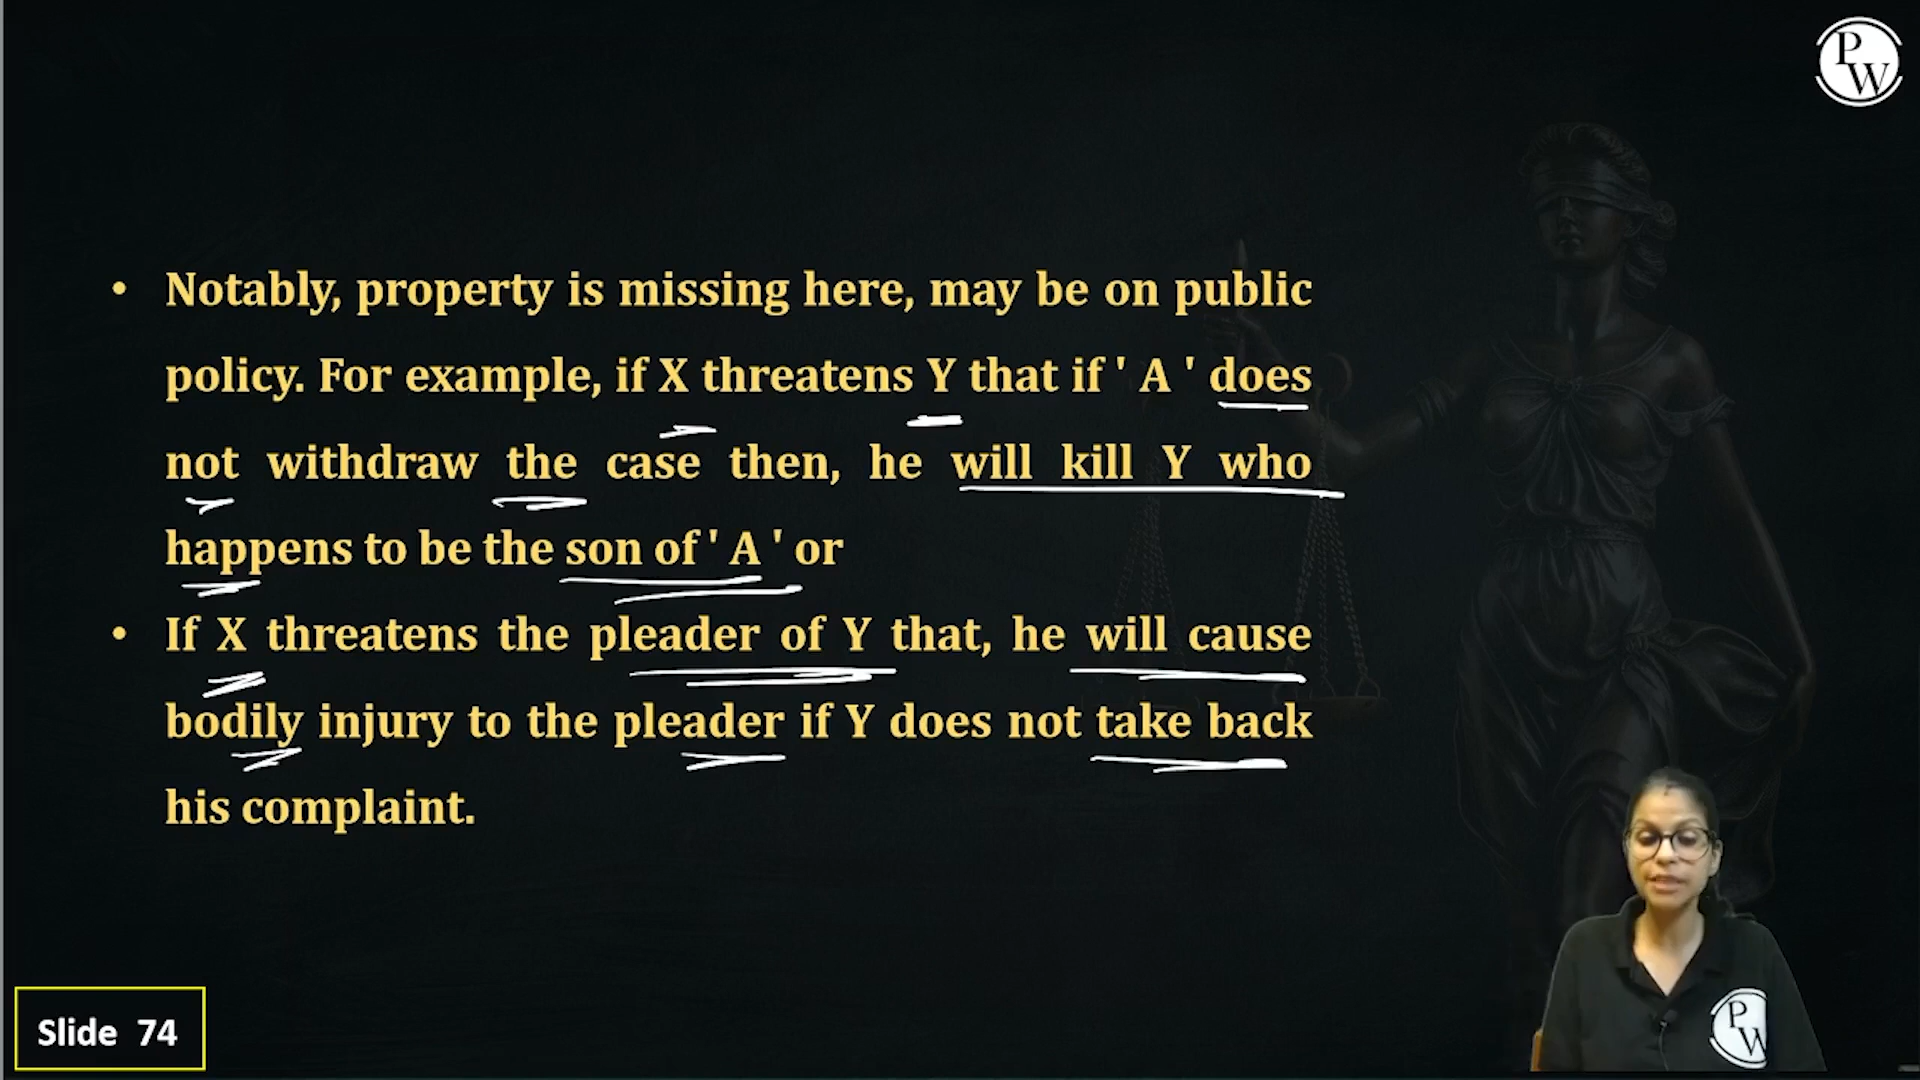 PW
• Notably, property is missing here, may be on public
policy. For example, if X threatens Y that if ' A ' does
not withdraw the case then, he will kill Y who
happens to be the son of ' A ' or
• If X threatens the pleader of Y that, he will cause
bodily injury to the pleader if Y does not take back
his complaint.
PW
Slide 74